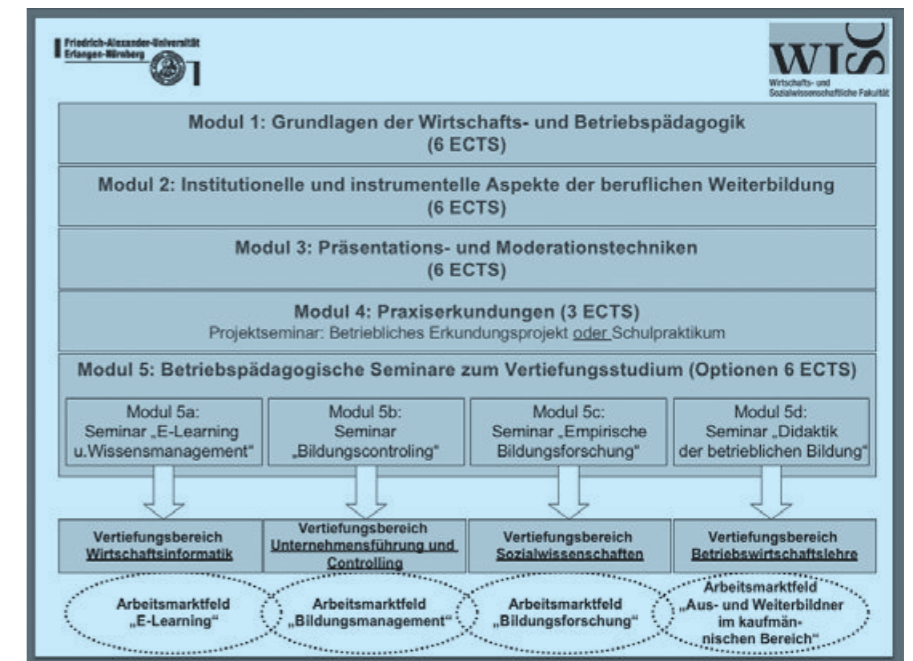 Friedrich-Alexander-Universität
Erlangen-Nürnberg
WISO
Wirtschafts- und
Sozialwissenschaftliche Fakultät
Modul 1: Grundlagen der Wirtschafts- und Betriebspädagogik
(6 ECTS)
Modul 2: Institutionelle und instrumentelle Aspekte der beruflichen Weiterbildung
(6 ECTS)
Modul 3: Präsentations- und Moderationstechniken
(6 ECTS)
Modul 4: Praxiserkundungen (3 ECTS)
Projektseminar: Betriebliches Erkundungsprojekt oder Schulpraktikum
Modul 5: Betriebspädagogische Seminare zum Vertiefungsstudium (Optionen 6 ECTS)
Modul 5a:
Seminar „E-Learning
u.Wissensmanagement“
Modul 5b:
Seminar
„Bildungscontroling“
Modul 5c:
Seminar „Empirische
Bildungsforschung“
Modul 5d:
Seminar „Didaktik
der betrieblichen Bildung“
Vertiefungsbereich
Wirtschaftsinformatik
Vertiefungsbereich
Unternehmensführung und
Controlling
Vertiefungsbereich
Sozialwissenschaften
Vertiefungsbereich
Betriebswirtschaftslehre
Arbeitsmarktfeld
„E-Learning“
Arbeitsmarktfeld
„Bildungsmanagement“
Arbeitsmarktfeld
„Bildungsforschung“
Arbeitsmarktfeld
„Aus- und Weiterbildner
im kaufmän-
nischen Bereich“